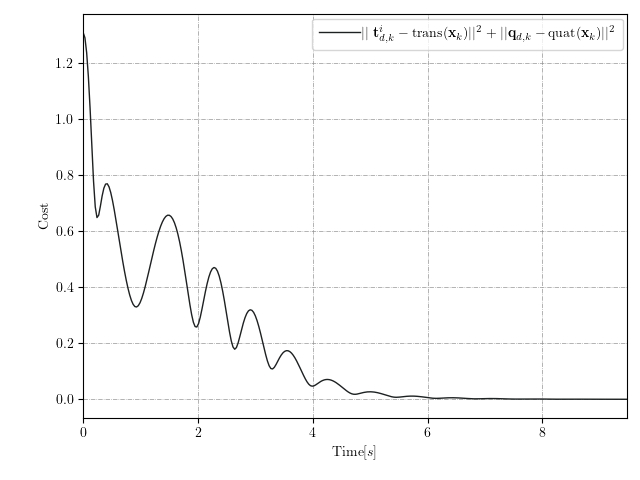 || t^i_{d,k} − trans(x_k)||^2 + ||q_{d,k} − quat(x_k)||^2
1.2
1.0
0.8
0.6
0.4
0.2
0.0
Cost
0 2 4 6 8
Time[s]